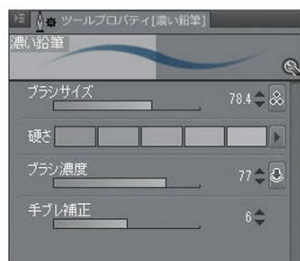 ツールプロパティ[濃い鉛筆]
濃い鉛筆
ブラシサイズ 78.4
硬さ
ブラシ濃度 77
手ブレ補正 6